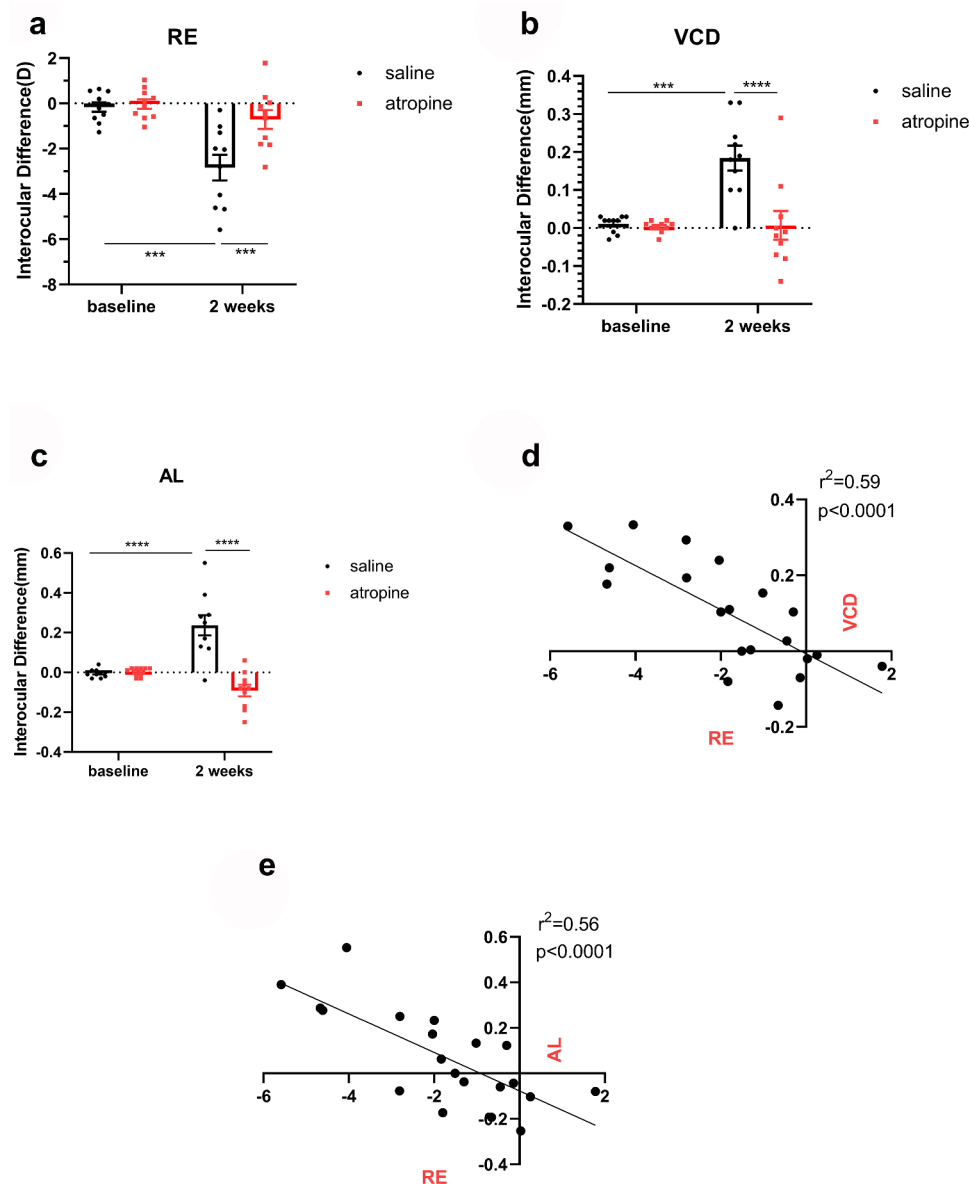 a
RE
Interocular Difference(D)
2
0
-2
-4
-6
-8
*** ***
baseline 2 weeks
saline
atropine
b
VCD
Interocular Difference(mm)
0.4
0.3
0.2
0.1
0.0
-0.1
-0.2
*** ****
baseline 2 weeks
saline
atropine
c
AL
Interocular Difference(mm)
0.6
0.4
0.2
0.0
-0.2
-0.4
**** ****
baseline 2 weeks
saline
atropine
d
r²=0.59
p<0.0001
0.4
0.2
-0.2
-6 -4 -2 0 2
VCD
RE
e
r²=0.56
p<0.0001
0.6
0.4
0.2
-0.2
-0.4
-6 -4 -2 0 2
AL
RE